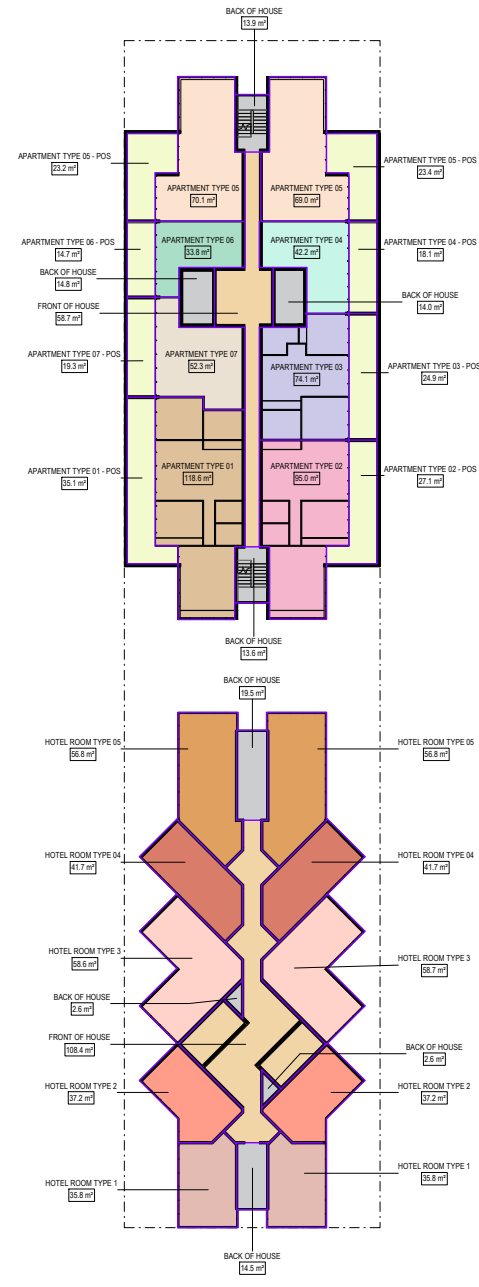 BACK OF HOUSE
13.9 m²
APARTMENT TYPE 05 - POS
23.2 m²
APARTMENT TYPE 05 - POS
23.4 m²
APARTMENT TYPE 05
70.1 m²
APARTMENT TYPE 05
69.0 m²
APARTMENT TYPE 06 - POS
14.7 m²
APARTMENT TYPE 06
33.8 m²
APARTMENT TYPE 04
42.2 m²
APARTMENT TYPE 04 - POS
18.1 m²
BACK OF HOUSE
14.8 m²
BACK OF HOUSE
14.0 m²
FRONT OF HOUSE
58.7 m²
APARTMENT TYPE 07 - POS
19.3 m²
APARTMENT TYPE 07
52.3 m²
APARTMENT TYPE 03
74.1 m²
APARTMENT TYPE 03 - POS
24.9 m²
APARTMENT TYPE 01 - POS
35.1 m²
APARTMENT TYPE 01
118.6 m²
APARTMENT TYPE 02
95.0 m²
APARTMENT TYPE 02 - POS
27.1 m²
BACK OF HOUSE
13.6 m²
BACK OF HOUSE
19.5 m²
HOTEL ROOM TYPE 05
56.8 m²
HOTEL ROOM TYPE 05
56.8 m²
HOTEL ROOM TYPE 04
41.7 m²
HOTEL ROOM TYPE 04
41.7 m²
HOTEL ROOM TYPE 3
58.6 m²
HOTEL ROOM TYPE 3
58.7 m²
BACK OF HOUSE
2.6 m²
FRONT OF HOUSE
108.4 m²
BACK OF HOUSE
2.6 m²
HOTEL ROOM TYPE 2
37.2 m²
HOTEL ROOM TYPE 2
37.2 m²
HOTEL ROOM TYPE 1
35.8 m²
HOTEL ROOM TYPE 1
35.8 m²
BACK OF HOUSE
14.5 m²